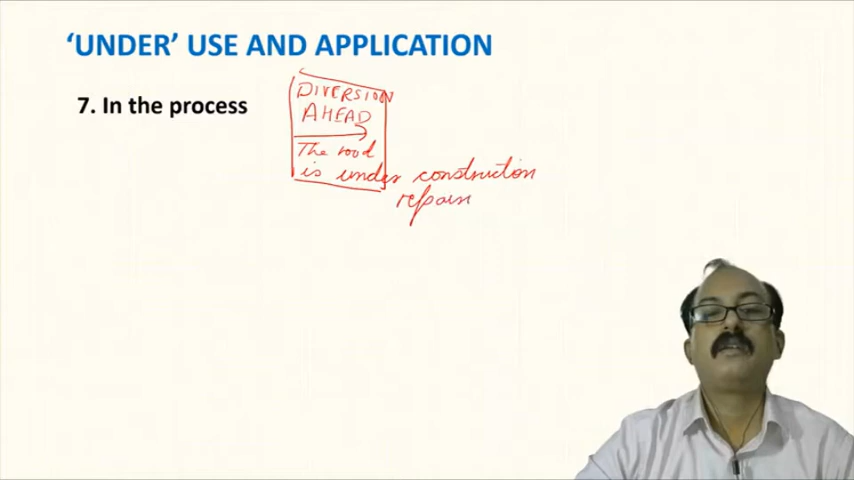 ‘UNDER’ USE AND APPLICATION
7. In the process
DIVERSION
AHEAD
The road
is under construction
repair